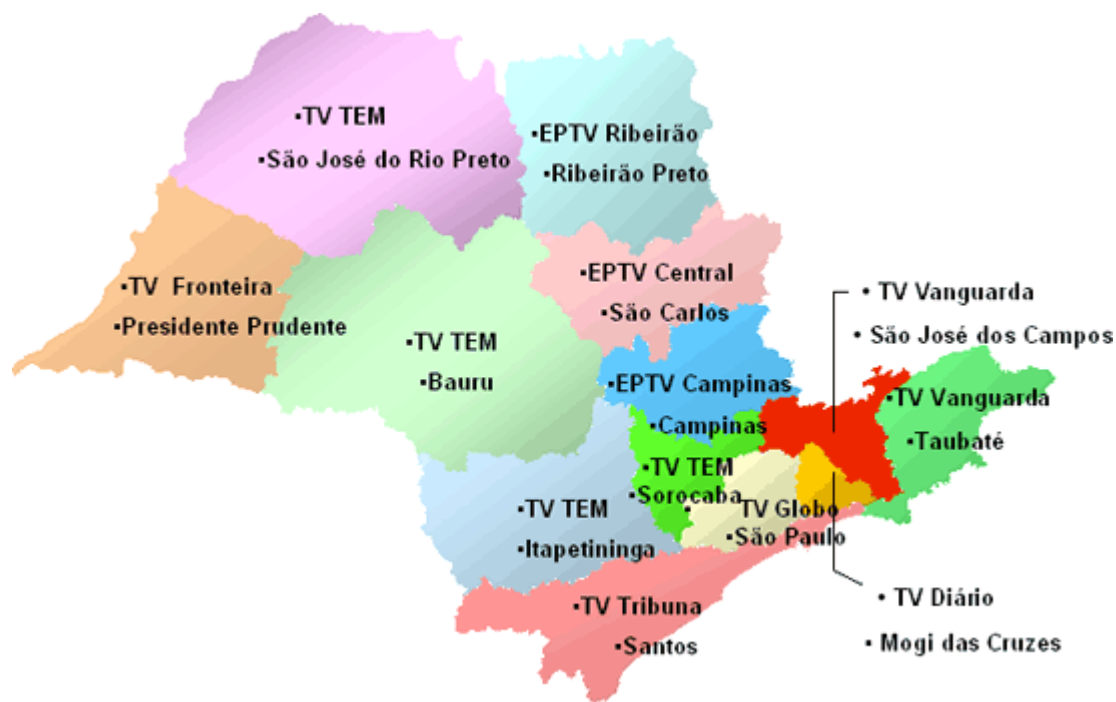 •TV TEM
•São José do Rio Preto
•EPTV Ribeirão
•Ribeirão Preto
•TV Fronteira
•Presidente Prudente
•EPTV Central
•São Carlos
• TV Vanguarda
• São José dos Campos
•TV TEM
•Bauru
•EPTV Campinas
•Campinas
•TV Vanguarda
•Taubaté
•TV TEM
•Sorocaba
•TV TEM
•Itapetininga
•TV Globo
•São Paulo
•TV Tribuna
•Santos
• TV Diário
• Mogi das Cruzes